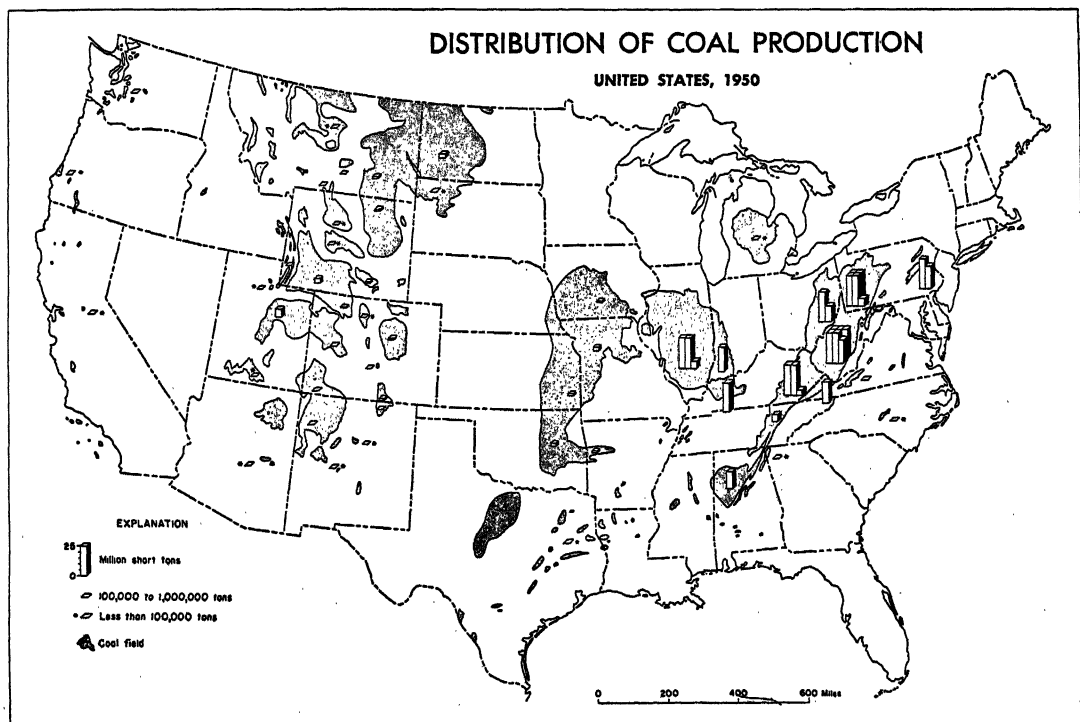 DISTRIBUTION OF COAL PRODUCTION
UNITED STATES, 1950
EXPLANATION
25
Million short tons
0
100,000 to 1,000,000 tons
Less than 100,000 tons
Coal field
0 200 400 600 Miles